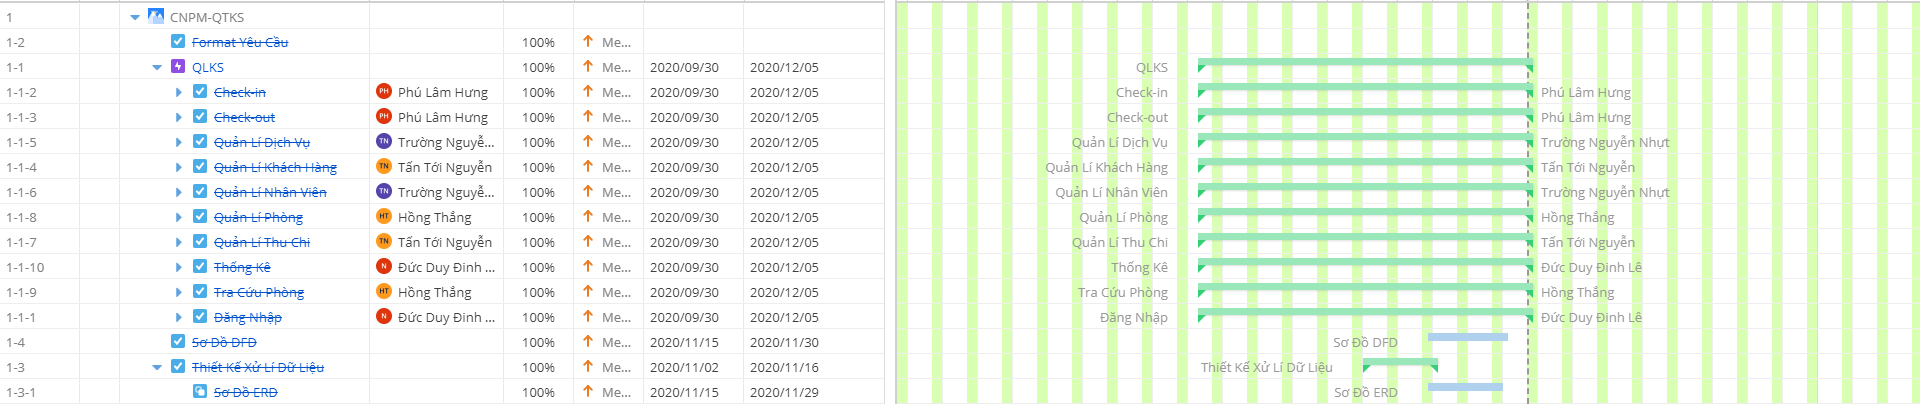 1 CNPM-QTKS
1-2 Format Yêu Cầu 100% Me...
1-1 QLKS 100% Me... 2020/09/30 2020/12/05 QLKS
1-1-2 Check-in PH Phú Lâm Hưng 100% Me... 2020/09/30 2020/12/05 Check-in Phú Lâm Hưng
1-1-3 Check-out PH Phú Lâm Hưng 100% Me... 2020/09/30 2020/12/05 Check-out Phú Lâm Hưng
1-1-5 Quản Lí Dịch Vụ TN Trường Nguyễ... 100% Me... 2020/09/30 2020/12/05 Quản Lí Dịch Vụ Trường Nguyễn Nhựt
1-1-4 Quản Lí Khách Hàng TN Tấn Tới Nguyễn 100% Me... 2020/09/30 2020/12/05 Quản Lí Khách Hàng Tấn Tới Nguyễn
1-1-6 Quản Lí Nhân Viên TN Trường Nguyễ... 100% Me... 2020/09/30 2020/12/05 Quản Lí Nhân Viên Trường Nguyễn Nhựt
1-1-8 Quản Lí Phòng HT Hồng Thắng 100% Me... 2020/09/30 2020/12/05 Quản Lí Phòng Hồng Thắng
1-1-7 Quản Lí Thu Chi TN Tấn Tới Nguyễn 100% Me... 2020/09/30 2020/12/05 Quản Lí Thu Chi Tấn Tới Nguyễn
1-1-10 Thống Kê N Đức Duy Đinh ... 100% Me... 2020/09/30 2020/12/05 Thống Kê Đức Duy Đinh Lê
1-1-9 Tra Cứu Phòng HT Hồng Thắng 100% Me... 2020/09/30 2020/12/05 Tra Cứu Phòng Hồng Thắng
1-1-1 Đăng Nhập N Đức Duy Đinh ... 100% Me... 2020/09/30 2020/12/05 Đăng Nhập Đức Duy Đinh Lê
1-4 Sơ Đồ DFD 100% Me... 2020/11/15 2020/11/30 Sơ Đồ DFD
1-3 Thiết Kế Xử Lí Dữ Liệu 100% Me... 2020/11/02 2020/11/16 Thiết Kế Xử Lí Dữ Liệu
1-3-1 Sơ Đồ ERD 100% Me... 2020/11/15 2020/11/29 Sơ Đồ ERD